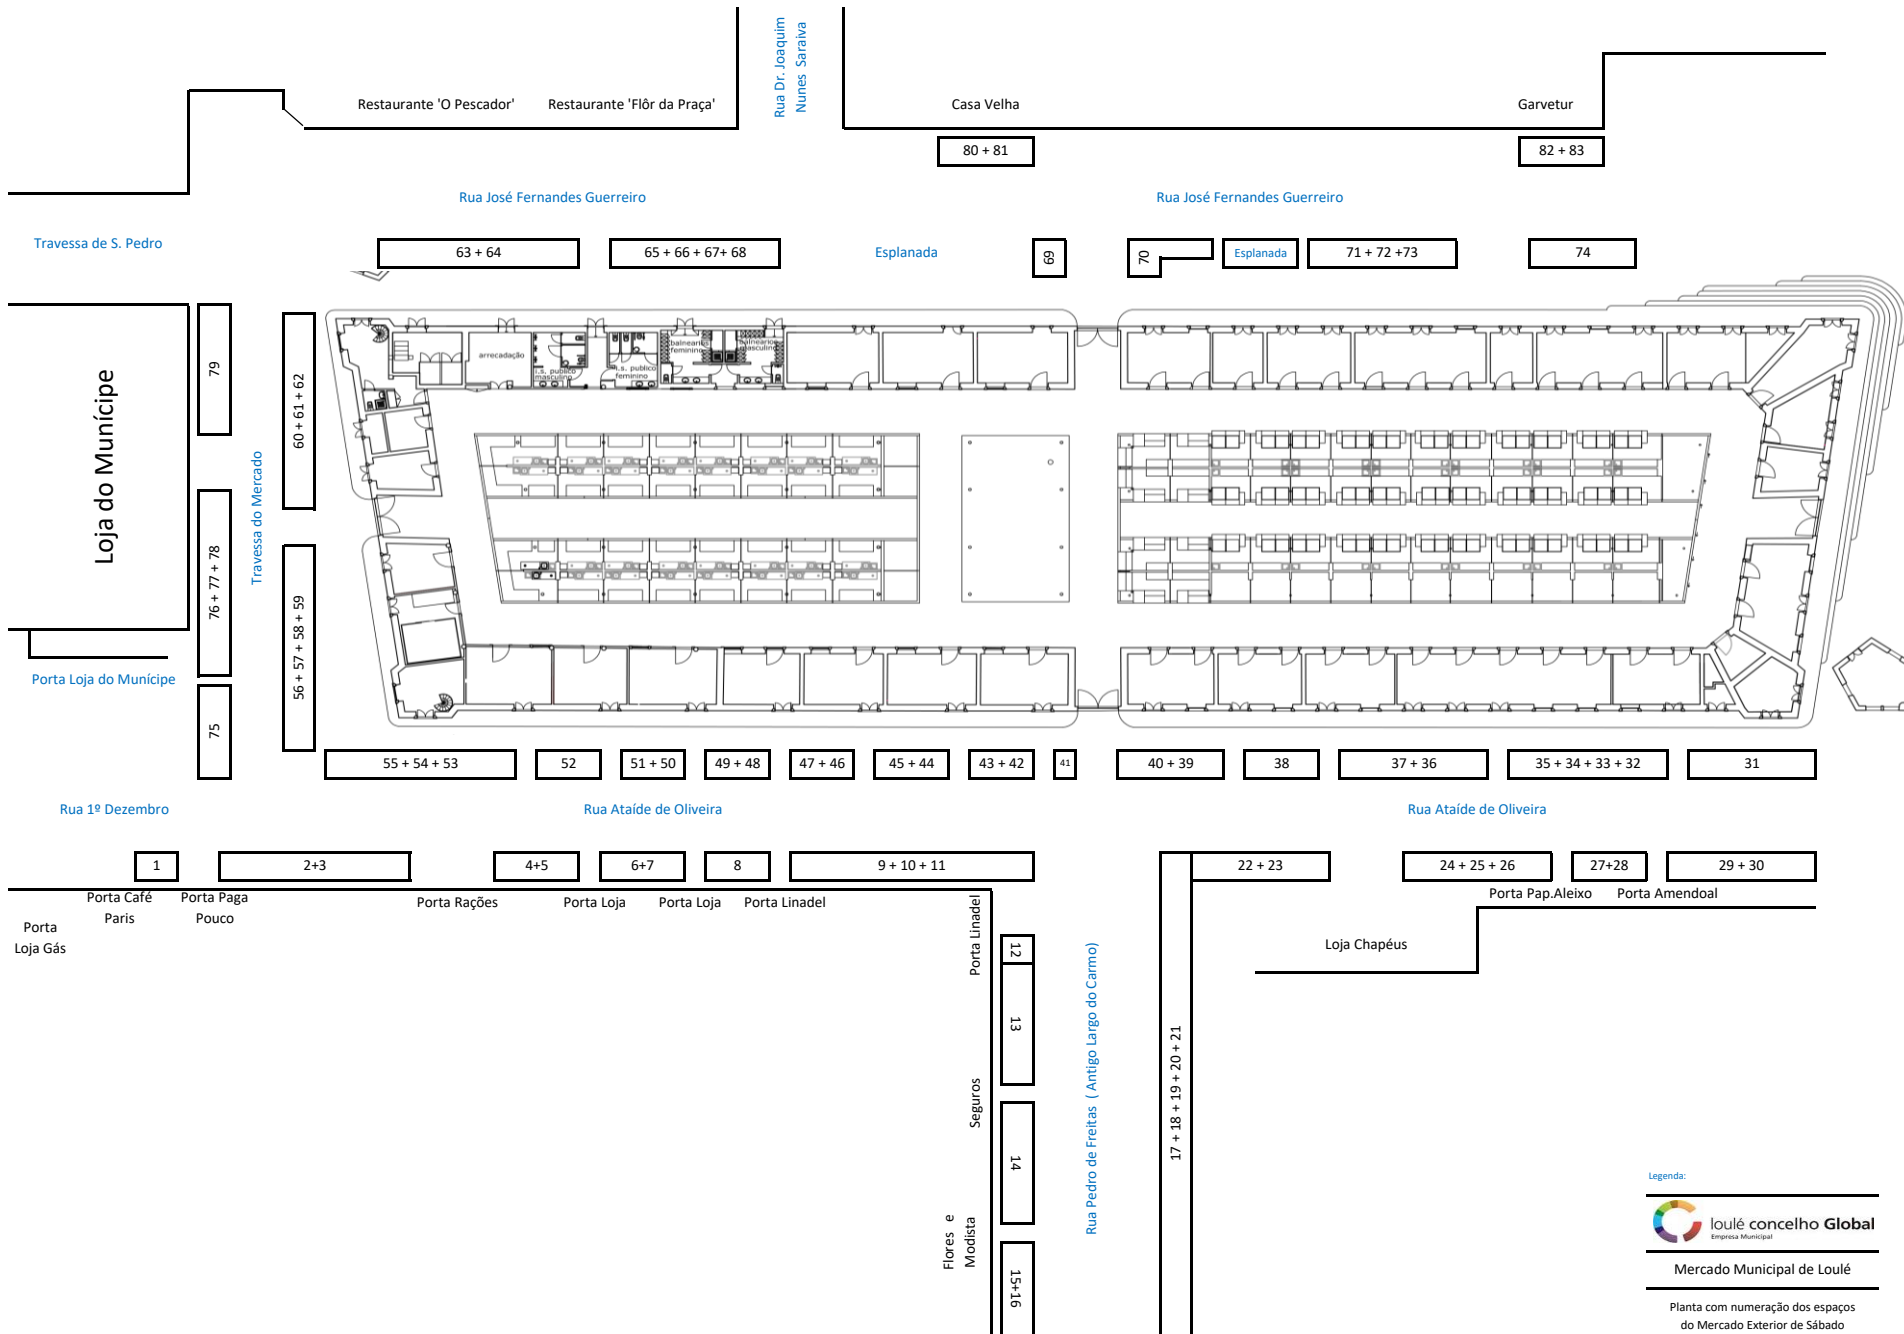 Rua Dr. Joaquim
Nunes Saraiva
Restaurante 'O Pescador'
Restaurante 'Flôr da Praça'
Casa Velha
Garvetur
80 + 81
82 + 83
Rua José Fernandes Guerreiro
Rua José Fernandes Guerreiro
Travessa de S. Pedro
63 + 64
65 + 66 + 67+ 68
Esplanada
69
70
Esplanada
71 + 72 +73
74
Loja do Munícipe
79
60 + 61 + 62
arrecadação
i.s. publico
masculino
i.s. publico
feminino
balnearios
feminino
balnearios
masculino
Travessa do Mercado
76 + 77 + 78
56 + 57 + 58 + 59
Porta Loja do Munícipe
75
55 + 54 + 53
52
51 + 50
49 + 48
47 + 46
45 + 44
43 + 42
41
40 + 39
38
37 + 36
35 + 34 + 33 + 32
31
Rua 1º Dezembro
Rua Ataíde de Oliveira
Rua Ataíde de Oliveira
1
2+3
4+5
6+7
8
9 + 10 + 11
22 + 23
24 + 25 + 26
27+28
29 + 30
Porta Café
Paris
Porta Paga
Pouco
Porta Rações
Porta Loja
Porta Loja
Porta Linadel
Porta Pap.Aleixo
Porta Amendoal
Porta
Loja Gás
Porta Linadel
12
Loja Chapéus
13
Rua Pedro de Freitas ( Antigo Largo do Carmo)
17 + 18 + 19 + 20 + 21
Seguros
14
Flores e
Modista
15+16
Legenda:
loulé concelho Global
Empresa Municipal
Mercado Municipal de Loulé
Planta com numeração dos espaços
do Mercado Exterior de Sábado